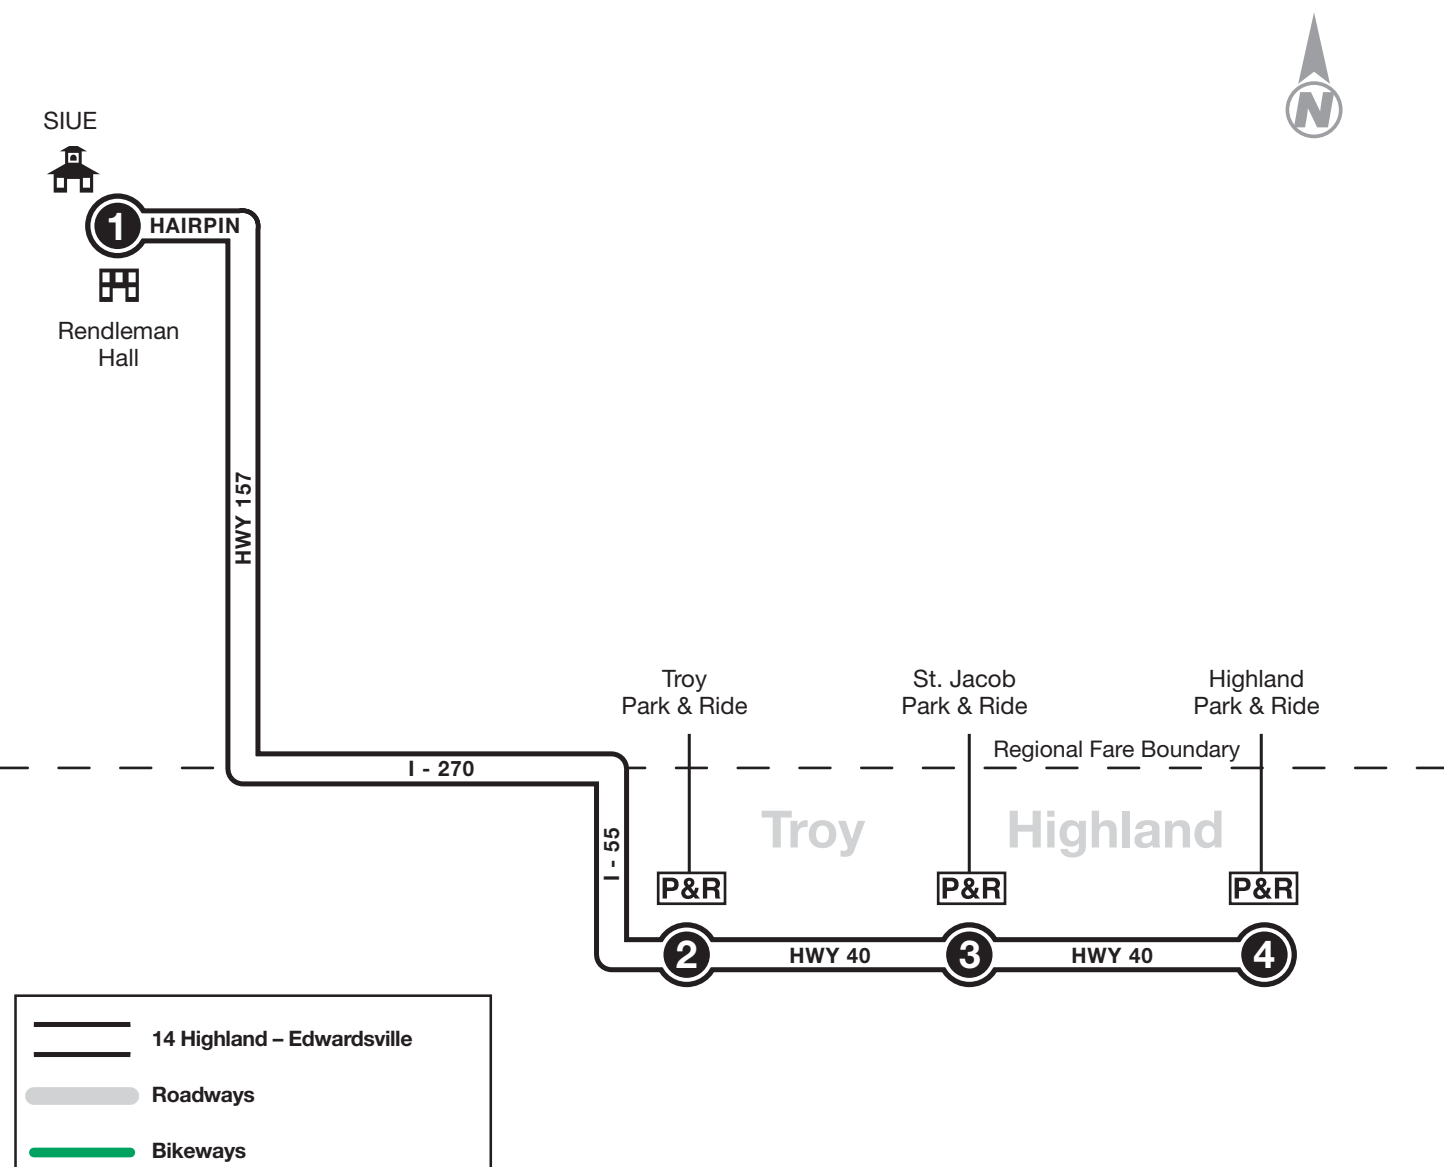 N
SIUE
1
HAIRPIN
Rendleman
Hall
HWY 157
Troy
Park & Ride
St. Jacob
Park & Ride
Highland
Park & Ride
Regional Fare Boundary
I - 270
Troy
Highland
I - 55
P&R
P&R
P&R
2
HWY 40
3
HWY 40
4
14 Highland – Edwardsville
Roadways
Bikeways